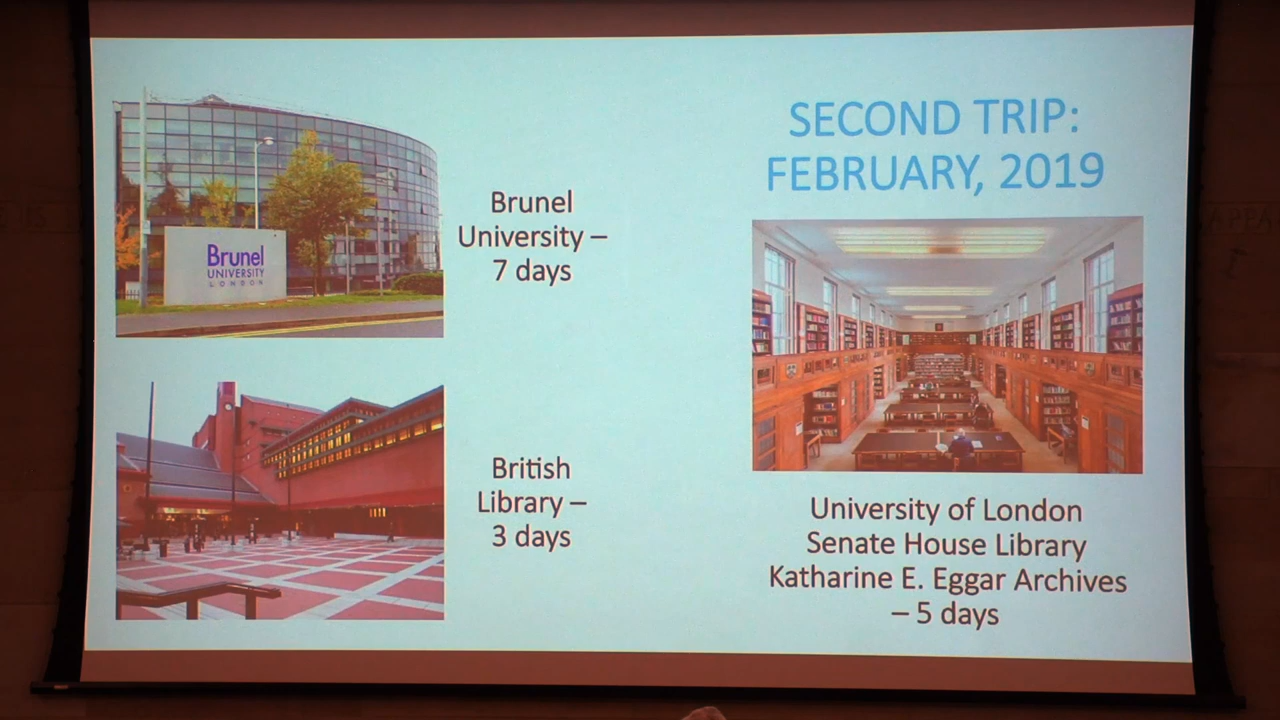 SECOND TRIP:
FEBRUARY, 2019
Brunel
UNIVERSITY
LONDON
Brunel
University –
7 days
British
Library –
3 days
University of London
Senate House Library
Katharine E. Eggar Archives
– 5 days